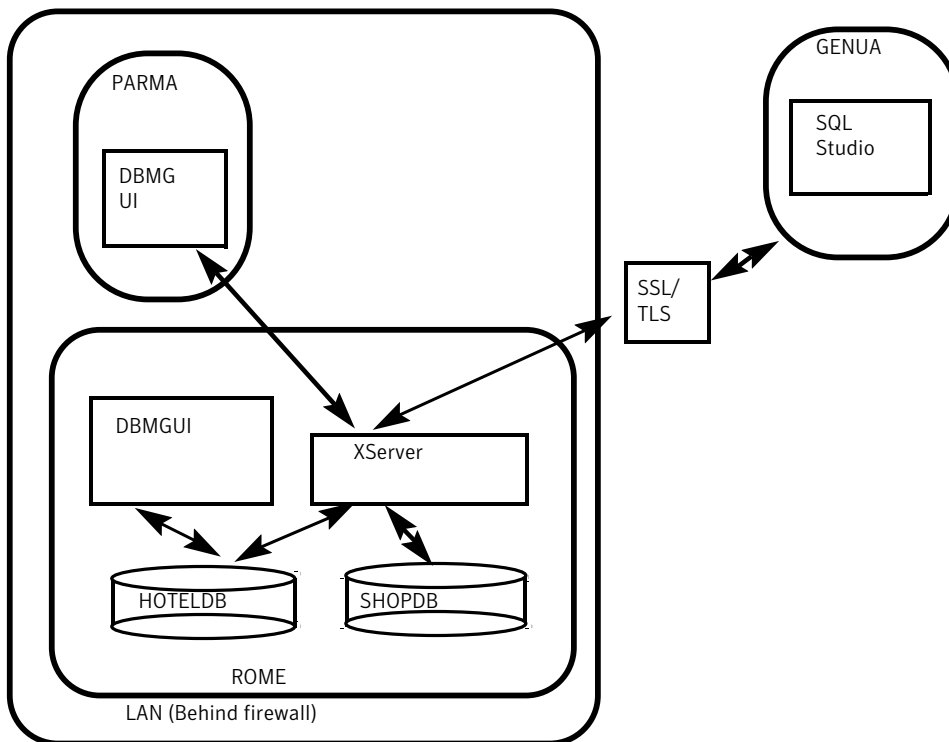 GENUA
PARMA
SQL
Studio
DBMG
UI
SSL/
TLS
DBMGUI
XServer
HOTELDB
SHOPDB
ROME
LAN (Behind firewall)